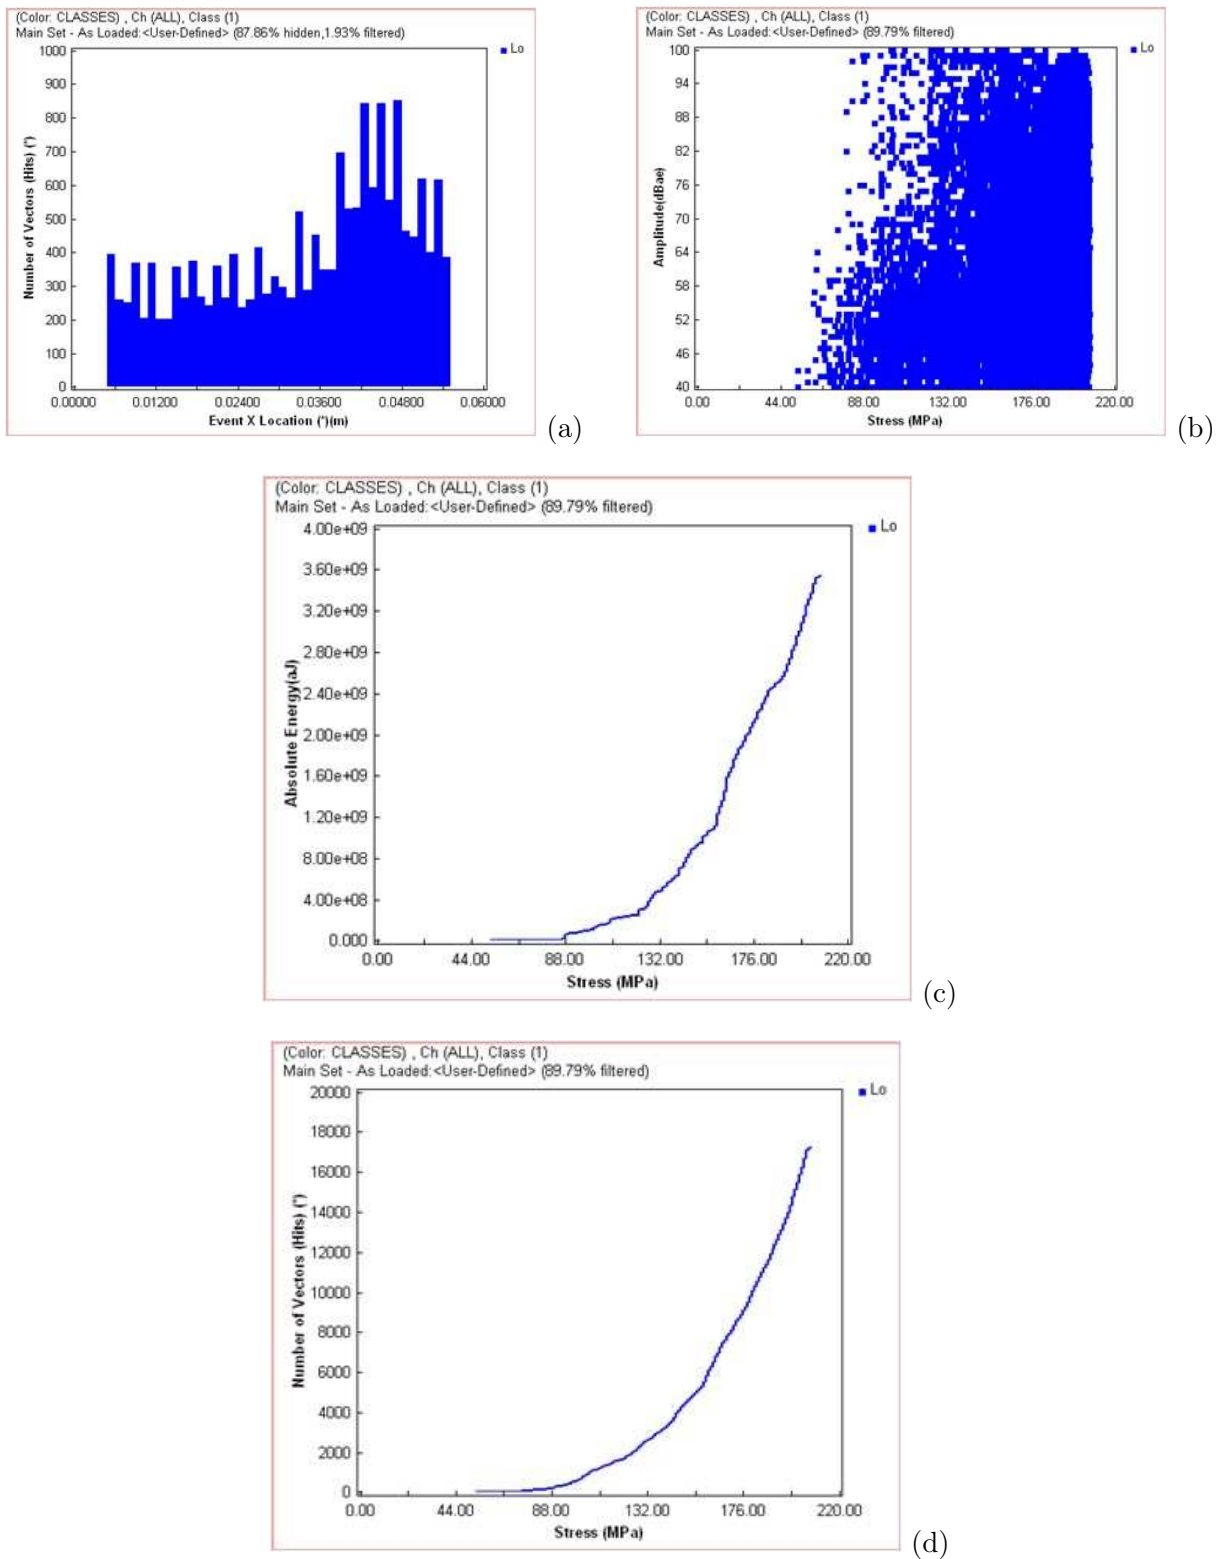 (Color: CLASSES) , Ch (ALL), Class (1)
Main Set - As Loaded:<User-Defined> (87.86% hidden,1.93% filtered)
Lo
1000
900
800
700
600
500
400
300
200
100
0
Number of Vectors (Hits) (*)
0.00000 0.01200 0.02400 0.03600 0.04800 0.06000
Event X Location (*)(m)
(a)
(Color: CLASSES) , Ch (ALL), Class (1)
Main Set - As Loaded:<User-Defined> (89.79% filtered)
Lo
100
94
88
82
76
70
64
58
52
46
40
Amplitude(dBae)
0.00 44.00 88.00 132.00 176.00 220.00
Stress (MPa)
(b)
(Color: CLASSES) , Ch (ALL), Class (1)
Main Set - As Loaded:<User-Defined> (89.79% filtered)
Lo
4.00e+09
3.60e+09
3.20e+09
2.80e+09
2.40e+09
2.00e+09
1.60e+09
1.20e+09
8.00e+08
4.00e+08
0.000
Absolute Energy(aJ)
0.00 44.00 88.00 132.00 176.00 220.00
Stress (MPa)
(c)
(Color: CLASSES) , Ch (ALL), Class (1)
Main Set - As Loaded:<User-Defined> (89.79% filtered)
Lo
20000
18000
16000
14000
12000
10000
8000
6000
4000
2000
0
Number of Vectors (Hits) (*)
0.00 44.00 88.00 132.00 176.00 220.00
Stress (MPa)
(d)